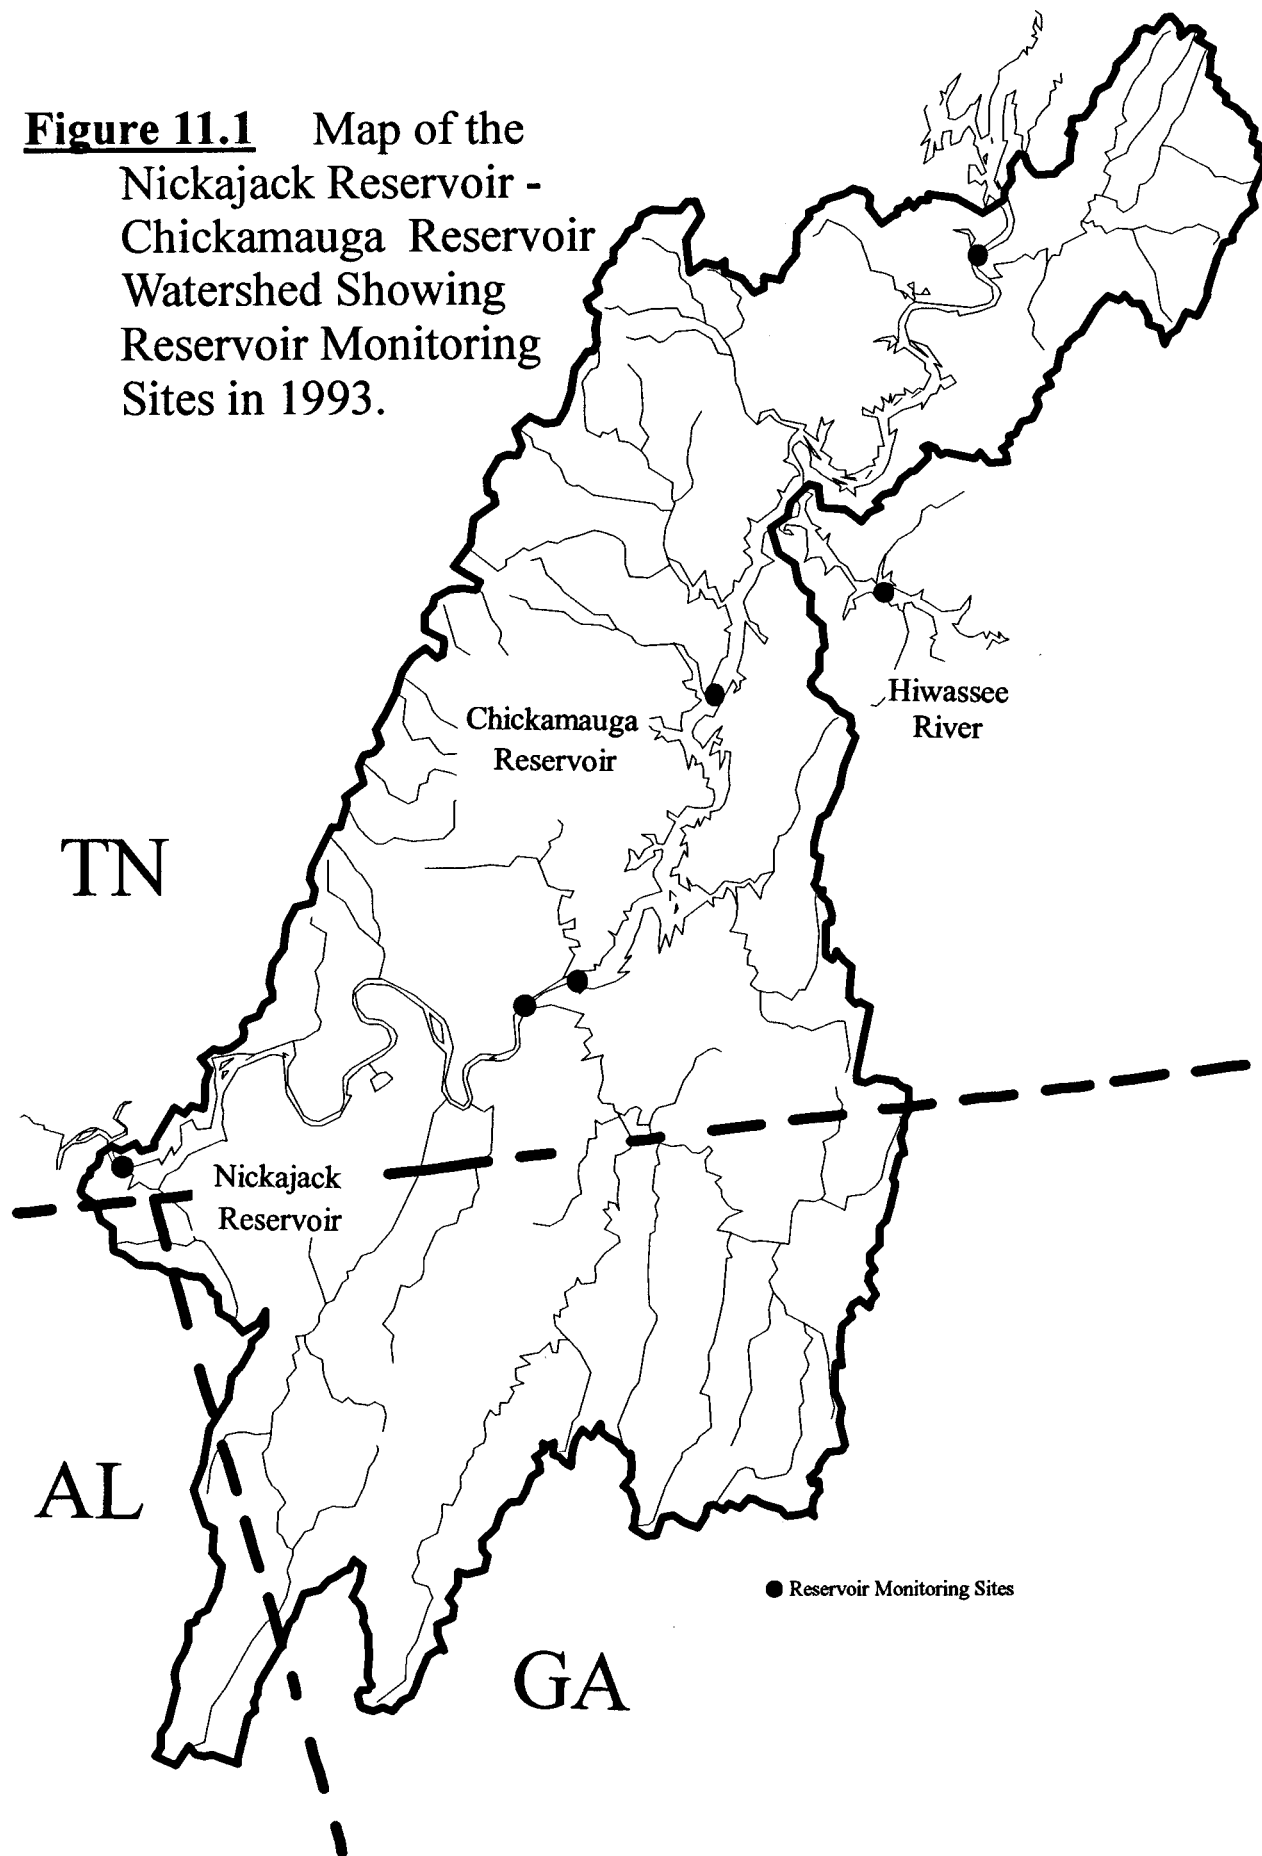 Figure 11.1 Map of the
Nickajack Reservoir -
Chickamauga Reservoir
Watershed Showing
Reservoir Monitoring
Sites in 1993.
Hiwassee
River
Chickamauga
Reservoir
TN
Nickajack
Reservoir
AL
Reservoir Monitoring Sites
GA